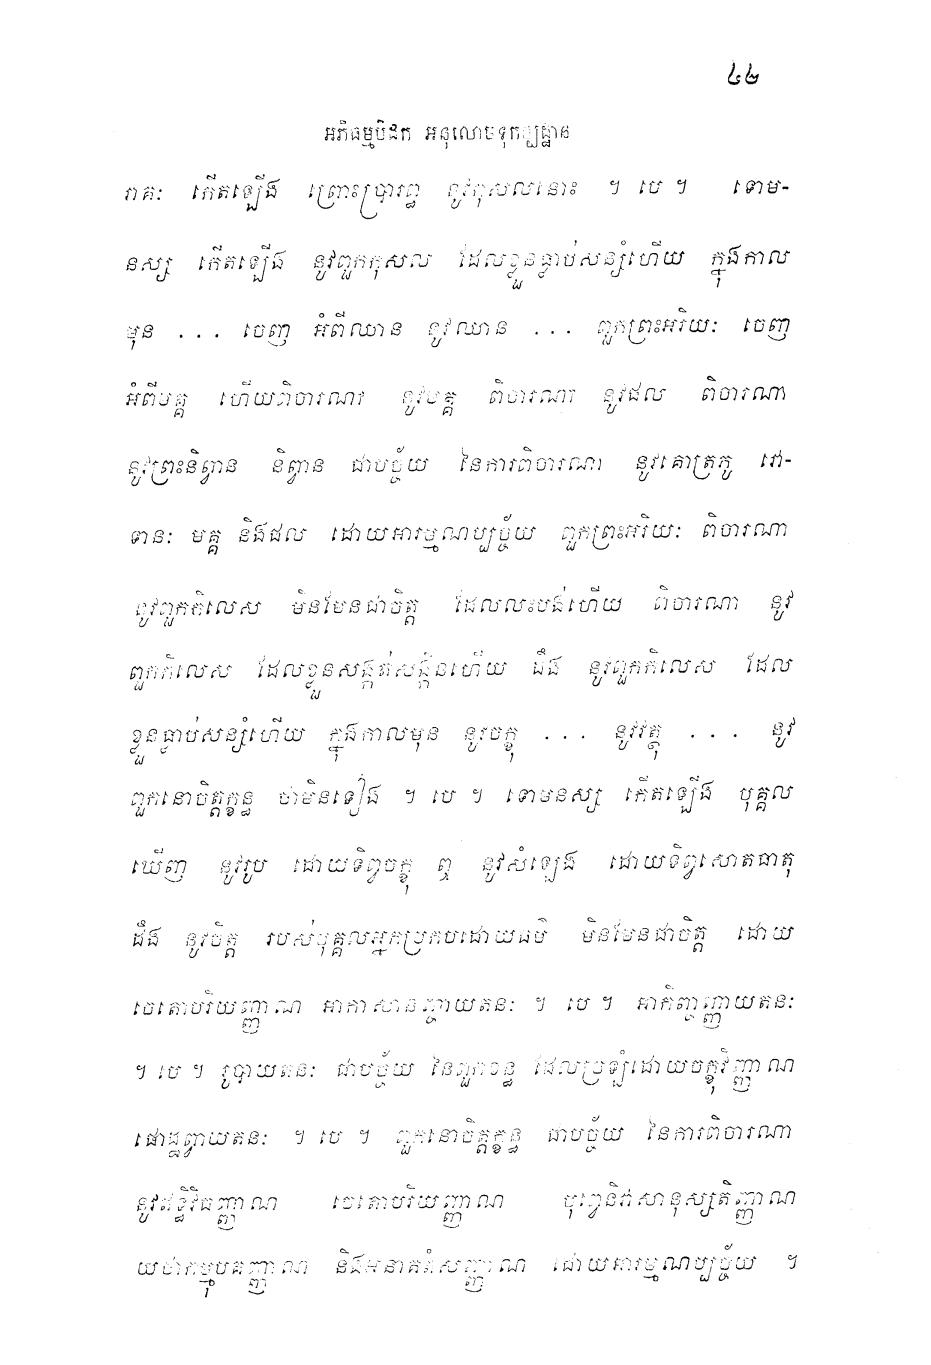 ៤២
អភិធម្មបិដក អនុលោមទុកប្បដ្ឋាន
រាគៈ កើតឡើង ព្រោះប្រារព្ធ នូវកុសលនោះ ។ បេ ។ ទោម-
នស្ស កើតឡើង នូវពួកកុសល ដែលខ្លួនធ្លាប់សន្សំហើយ ក្នុងកាល
មុន ... ចេញ អំពីឈាន នូវឈាន ... ពួកព្រះអរិយៈ ចេញ
អំពីមគ្គ ហើយពិចារណា នូវមគ្គ ពិចារណា នូវផល ពិចារណា
នូវព្រះនិព្វាន និព្វាន ជាបច្ច័យ នៃការពិចារណា នូវគោត្រភូ វោ-
ទានៈ មគ្គ និងផល ដោយអារម្មណប្បច្ច័យ ពួកព្រះអរិយៈ ពិចារណា
នូវពួកកិលេស មិនមែនជាចិត្ត ដែលលះបង់ហើយ ពិចារណា នូវ
ពួកកិលេស ដែលខ្លួនសង្កត់សង្កិនហើយ ដឹង នូវពួកកិលេស ដែល
ខ្លួនធ្លាប់សន្សំហើយ ក្នុងកាលមុន នូវចក្ខុ ... នូវវត្ថុ ... នូវ
ពួកនោចិត្តក្ខន្ធ ថាមិនទៀង ។ បេ ។ ទោមនស្ស កើតឡើង បុគ្គល
ឃើញ នូវរូប ដោយទិព្វចក្ខុ ឮ នូវសំឡេង ដោយទិព្វសោតធាតុ
ដឹង នូវចិត្ត របស់បុគ្គលអ្នកប្រកបដោយធម៌ មិនមែនជាចិត្ត ដោយ
ចេតោបរិយញ្ញាណ អាកាសានញ្ចាយតនៈ ។ បេ ។ អាកិញ្ចញ្ញាយតនៈ
។ បេ ។ រូបាយតនៈ ជាបច្ច័យ នៃពួកខន្ធ ដែលប្រឡំដោយចក្ខុវិញ្ញាណ
ផោដ្ឋព្វាយតនៈ ។ បេ ។ ពួកនោចិត្តក្ខន្ធ ជាបច្ច័យ នៃការពិចារណា
នូវឥទ្ធិវិធញ្ញាណ ចេតោបរិយញ្ញាណ បុព្វេនិវាសានុស្សតិញ្ញាណ
យថាកម្មុបគញ្ញាណ និងអនាគតំសញ្ញាណ ដោយអារម្មណប្បច្ច័យ ។